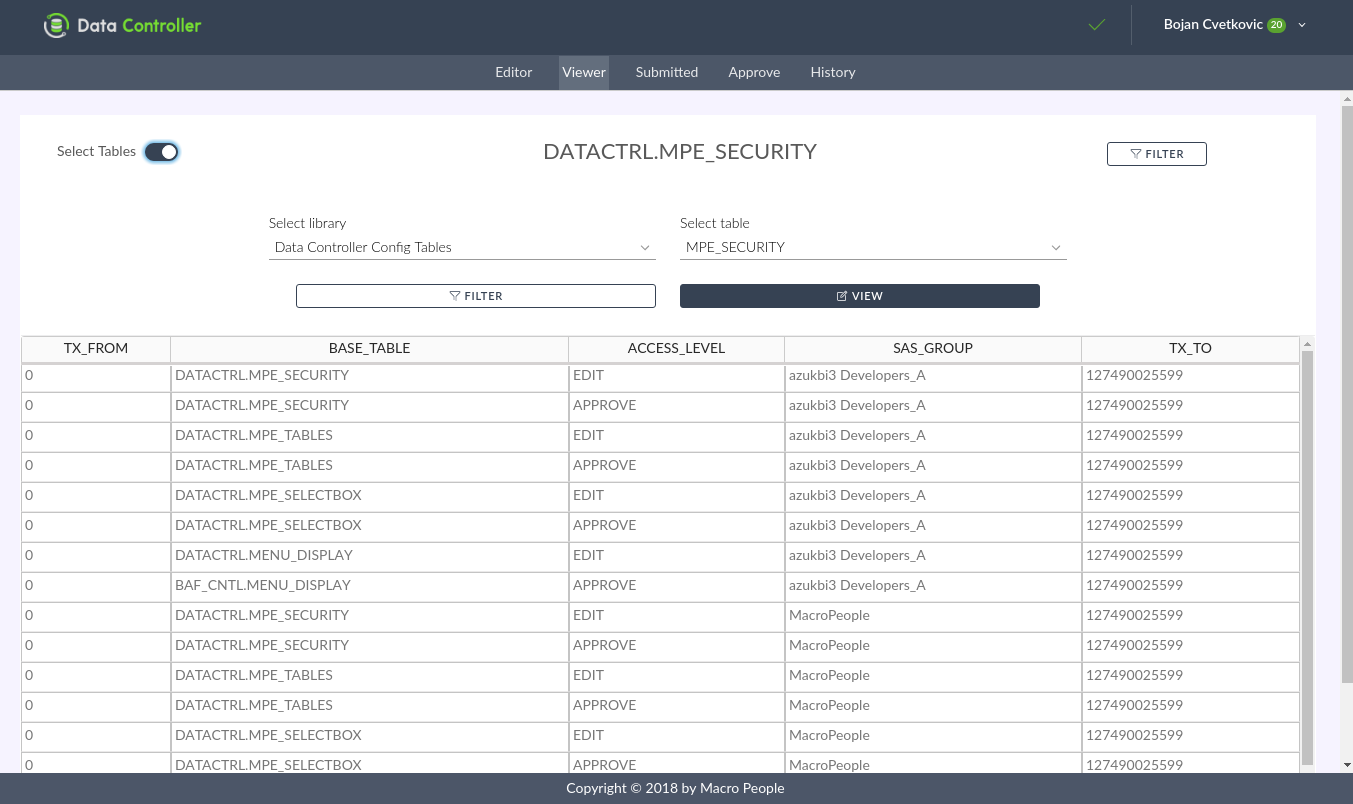 Data Controller
Bojan Cvetkovic 20
Editor Viewer Submitted Approve History
Select Tables
DATACTRL.MPE_SECURITY
FILTER
Select library Select table
Data Controller Config Tables MPE_SECURITY
FILTER VIEW
TX_FROM BASE_TABLE ACCESS_LEVEL SAS_GROUP TX_TO
0 DATACTRL.MPE_SECURITY EDIT azukbi3 Developers_A 127490025599
0 DATACTRL.MPE_SECURITY APPROVE azukbi3 Developers_A 127490025599
0 DATACTRL.MPE_TABLES EDIT azukbi3 Developers_A 127490025599
0 DATACTRL.MPE_TABLES APPROVE azukbi3 Developers_A 127490025599
0 DATACTRL.MPE_SELECTBOX EDIT azukbi3 Developers_A 127490025599
0 DATACTRL.MPE_SELECTBOX APPROVE azukbi3 Developers_A 127490025599
0 DATACTRL.MENU_DISPLAY EDIT azukbi3 Developers_A 127490025599
0 BAF_CNTL.MENU_DISPLAY APPROVE azukbi3 Developers_A 127490025599
0 DATACTRL.MPE_SECURITY EDIT MacroPeople 127490025599
0 DATACTRL.MPE_SECURITY APPROVE MacroPeople 127490025599
0 DATACTRL.MPE_TABLES EDIT MacroPeople 127490025599
0 DATACTRL.MPE_TABLES APPROVE MacroPeople 127490025599
0 DATACTRL.MPE_SELECTBOX EDIT MacroPeople 127490025599
0 DATACTRL.MPE_SELECTBOX APPROVE MacroPeople 127490025599
Copyright © 2018 by Macro People